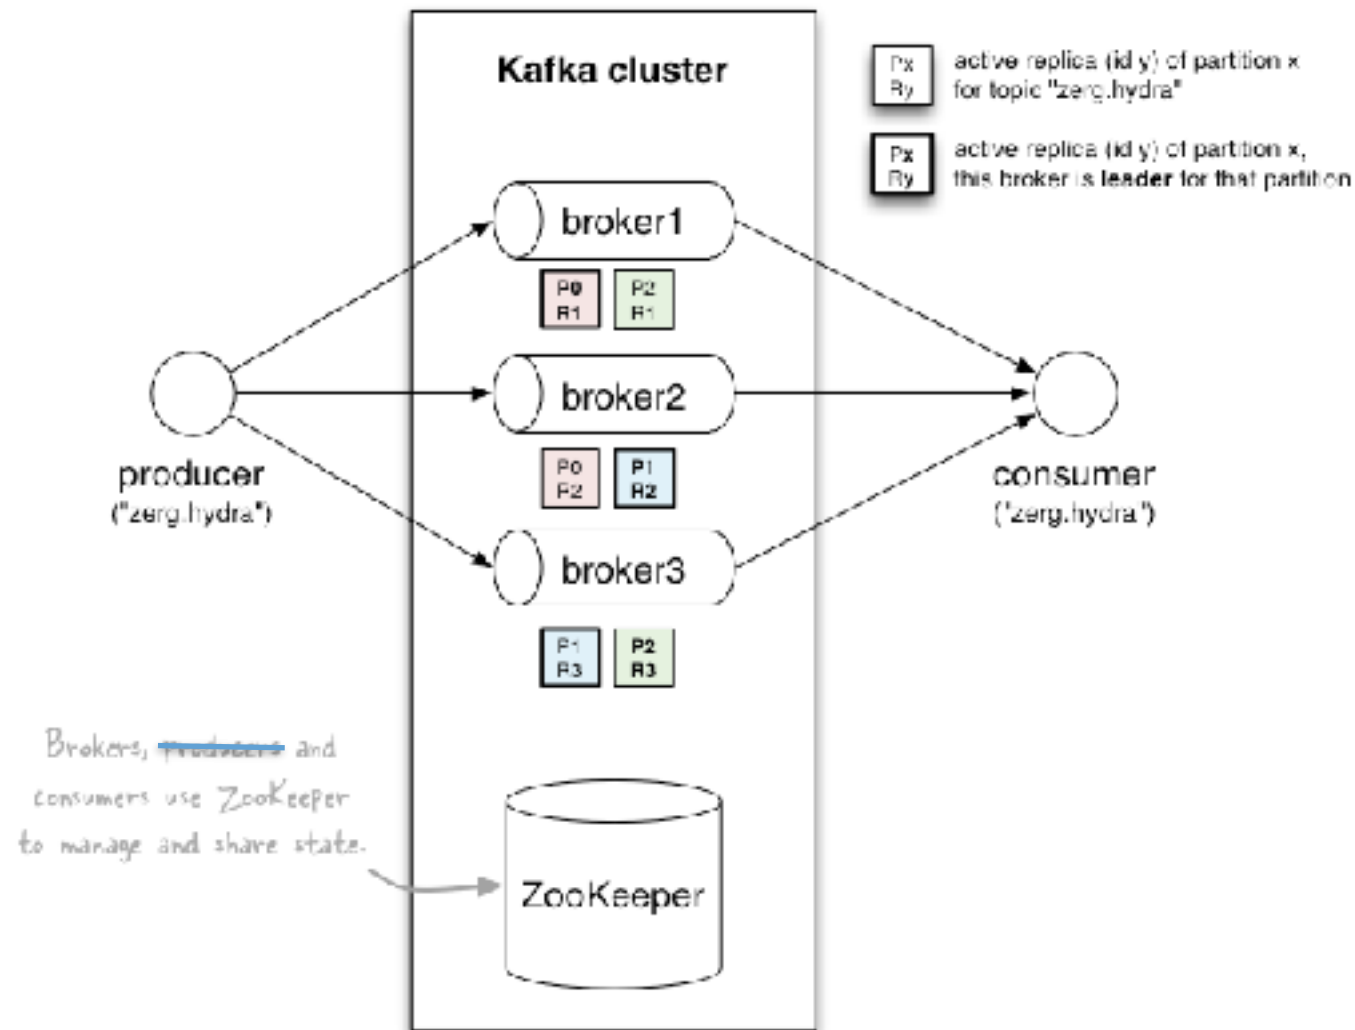 Kafka cluster
Px
Ry
active replica (id y) of partition x
for topic "zerg.hydra"
Px
Ry
active replica (id y) of partition x,
this broker is leader for that partition
broker1
P0
R1
P2
R1
broker2
P0
R2
P1
R2
producer
("zerg.hydra")
consumer
("zerg.hydra")
broker3
P1
R3
P2
R3
Brokers, producers and
consumers use ZooKeeper
to manage and share state.
ZooKeeper